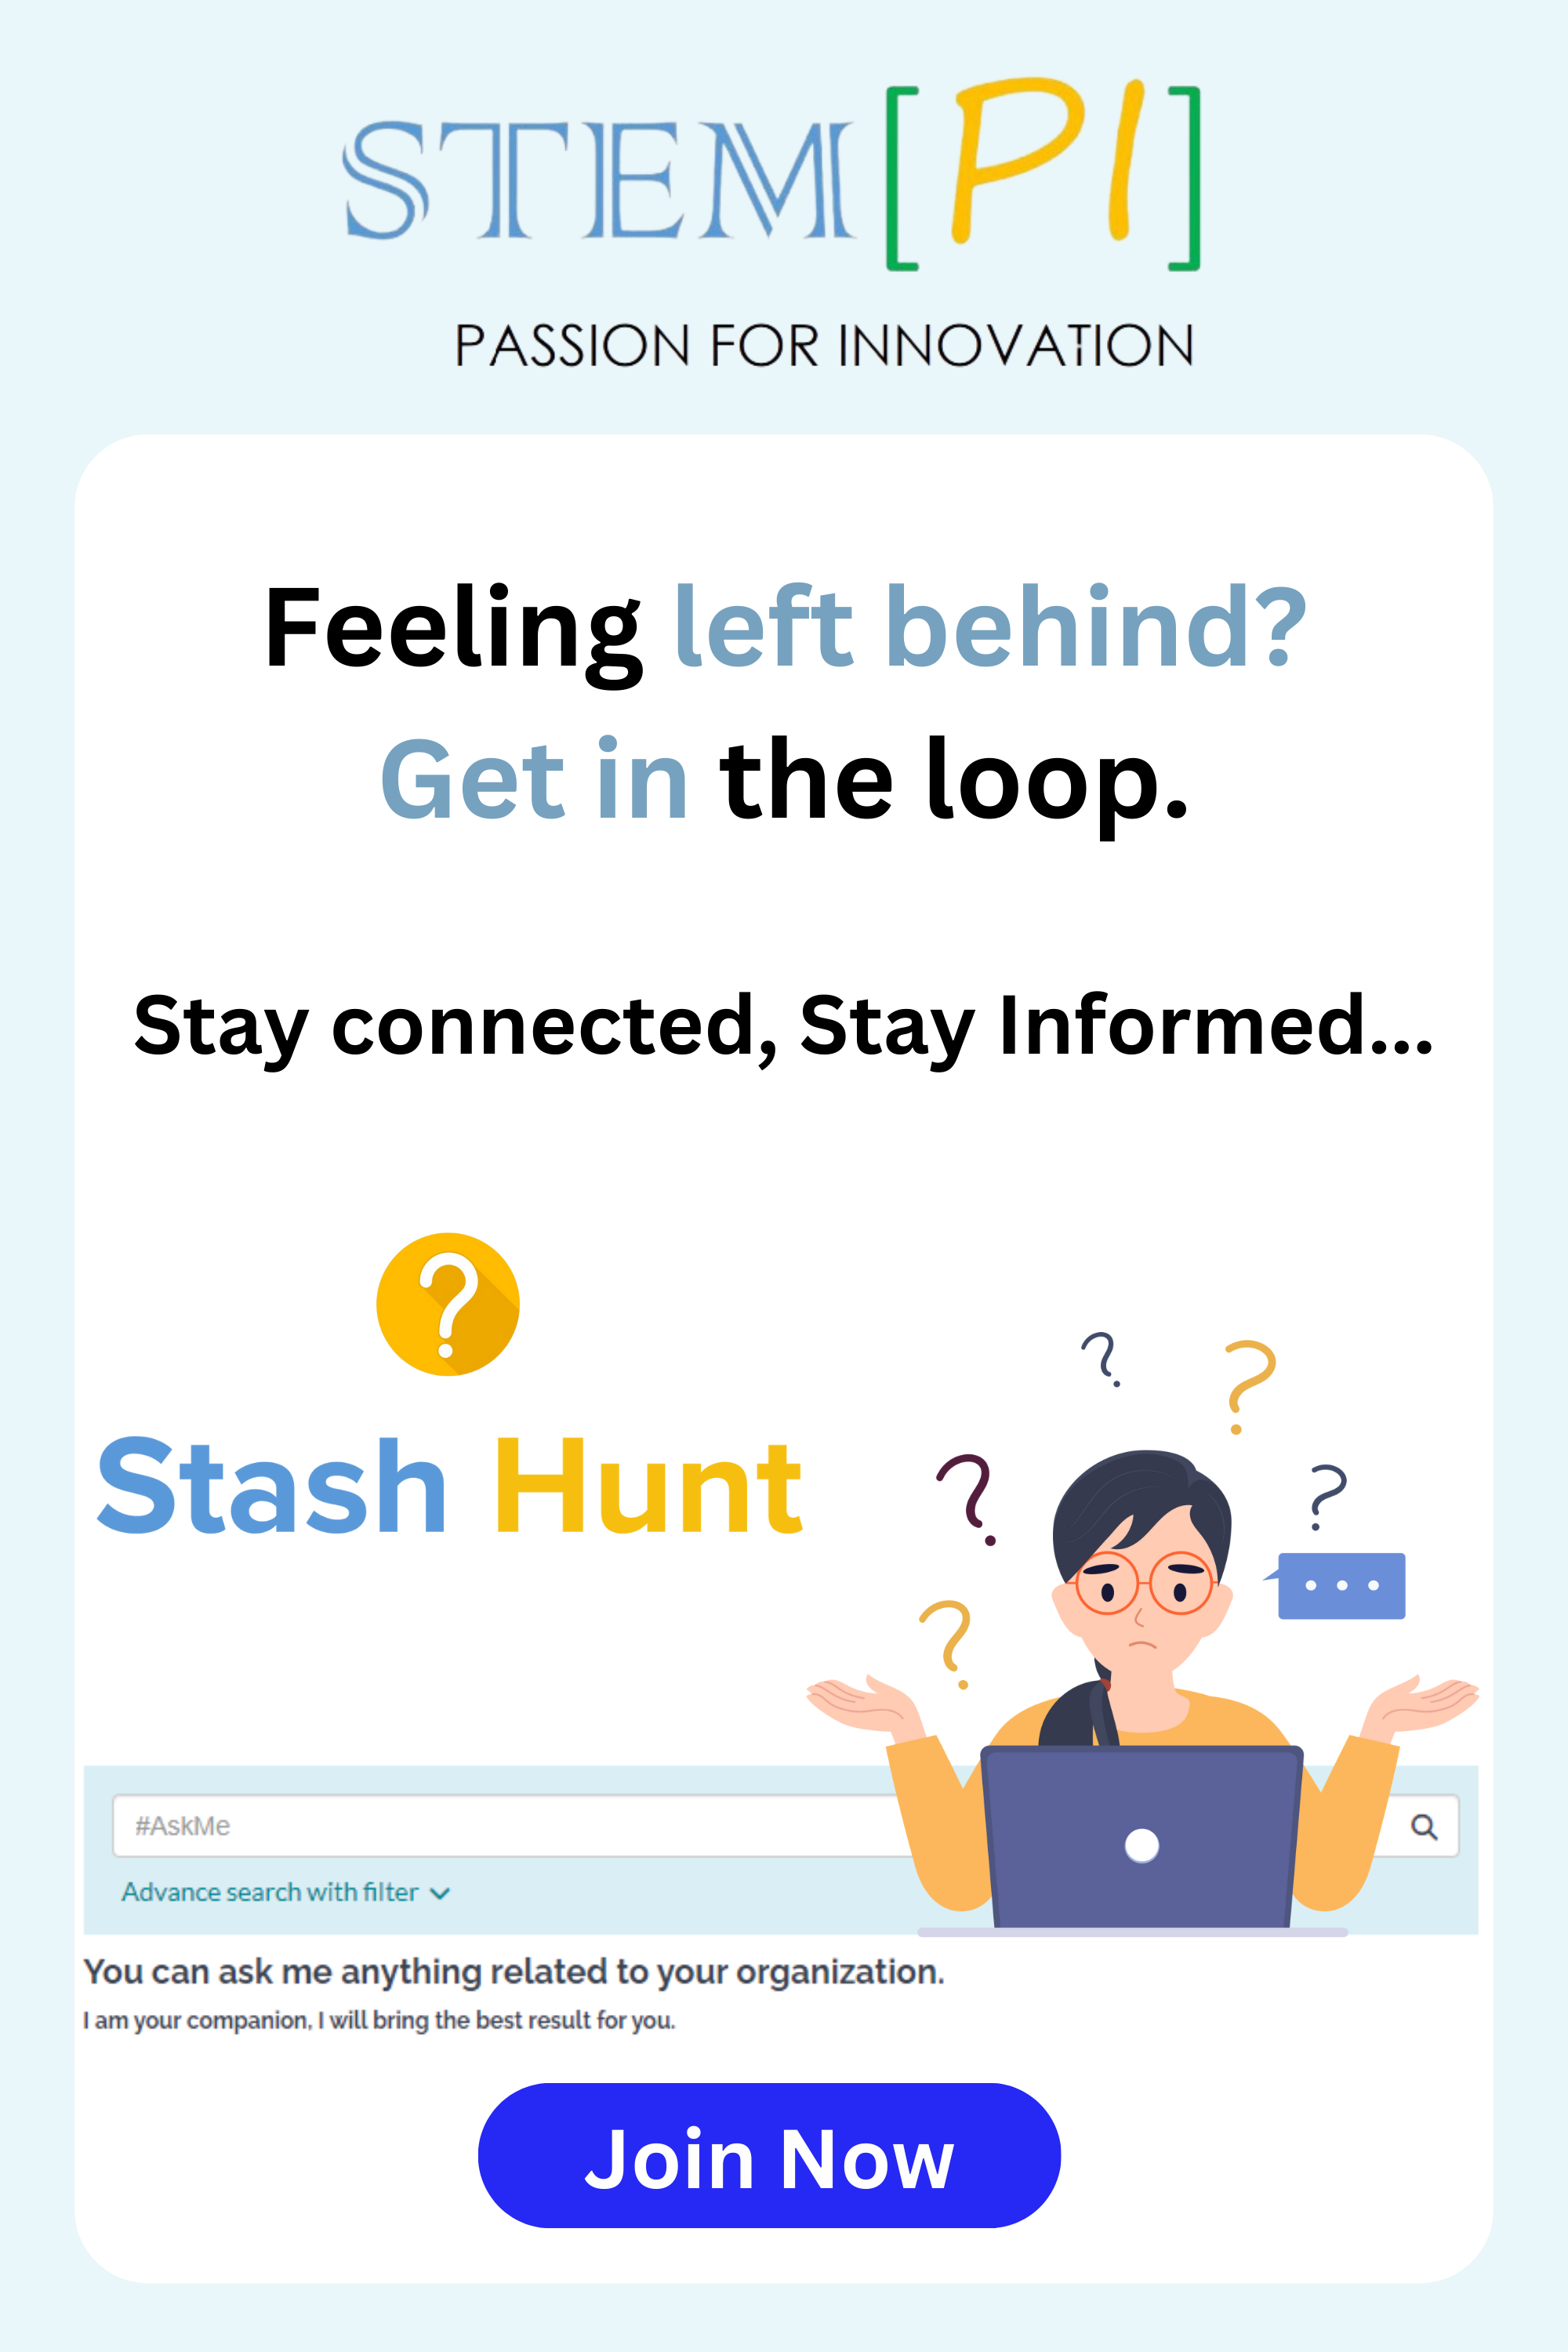 STEM[PI]
PASSION FOR INNOVATION
Feeling left behind?
Get in the loop.
Stay connected, Stay Informed...
?
Stash Hunt
? ? ? ? ?
#AskMe
Advance search with filter
You can ask me anything related to your organization.
I am your companion, I will bring the best result for you.
Join Now